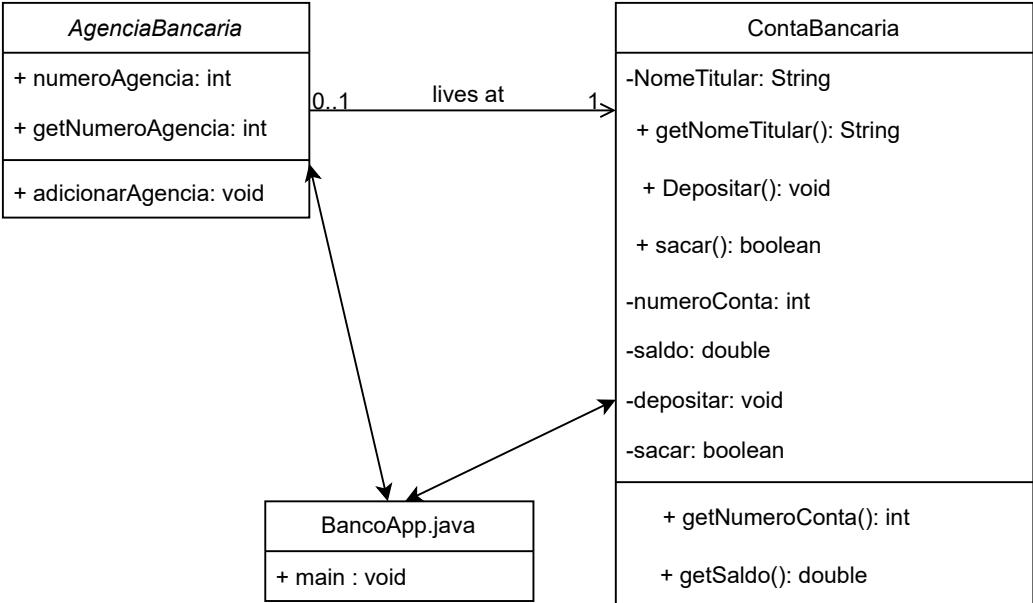 AgenciaBancaria
+ numeroAgencia: int
+ getNumeroAgencia: int
+ adicionarAgencia: void
0..1
lives at
1
ContaBancaria
-NomeTitular: String
+ getNomeTitular(): String
+ Depositar(): void
+ sacar(): boolean
-numeroConta: int
-saldo: double
-depositar: void
-sacar: boolean
+ getNumeroConta(): int
+ getSaldo(): double
BancoApp.java
+ main : void